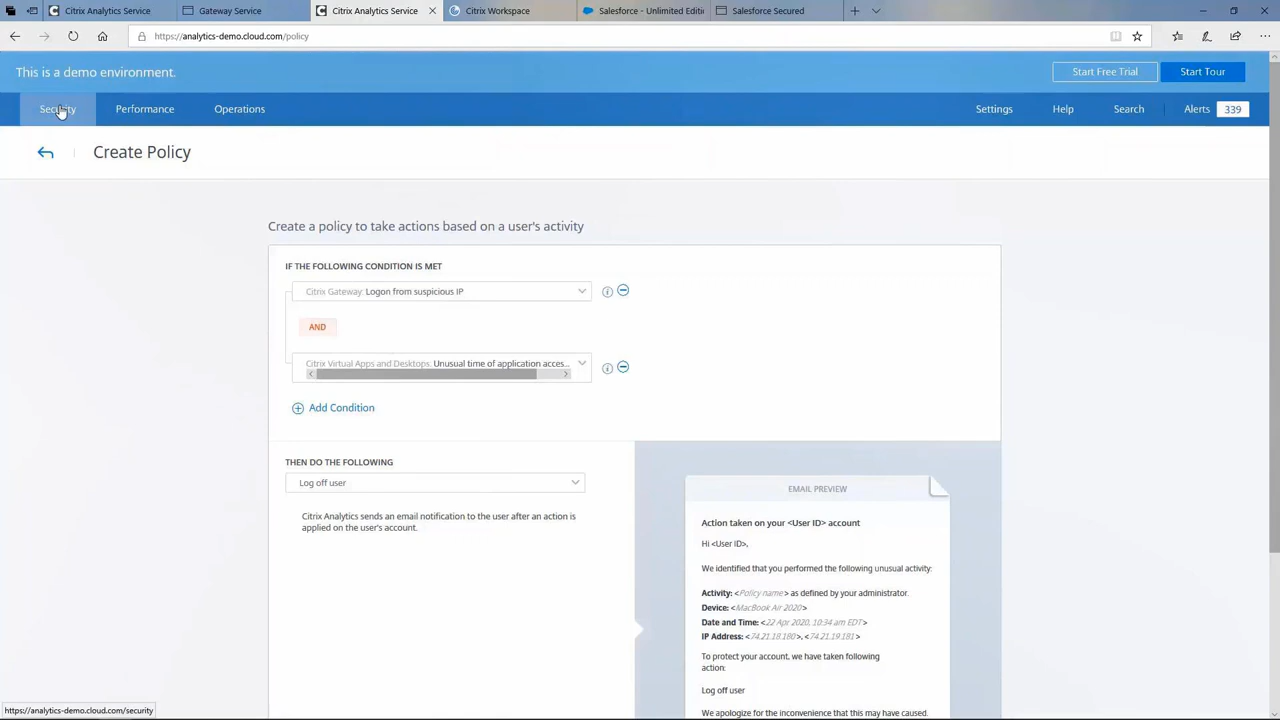 Citrix Analytics Service
Gateway Service
Citrix Analytics Service
Citrix Workspace
Salesforce - Unlimited Editi
Salesforce Secured
https://analytics-demo.cloud.com/policy
This is a demo environment.
Start Free Trial
Start Tour
Security
Performance
Operations
Settings
Help
Search
Alerts
339
Create Policy
Create a policy to take actions based on a user's activity
IF THE FOLLOWING CONDITION IS MET
Citrix Gateway: Logon from suspicious IP
AND
Citrix Virtual Apps and Desktops: Unusual time of application acces...
Add Condition
THEN DO THE FOLLOWING
Log off user
Citrix Analytics sends an email notification to the user after an action is
applied on the user's account.
EMAIL PREVIEW
Action taken on your <User ID> account
Hi <User ID>,
We identified that you performed the following unusual activity:
Activity: <Policy name> as defined by your administrator.
Device: <MacBook Air 2020>
Date and Time: <22 Apr 2020, 10:34 am EDT>
IP Address: <74.21.18.180>, <74.21.19.181>
To protect your account, we have taken following
action:
Log off user
We apologize for the inconvenience that this may have caused.
https://analytics-demo.cloud.com/security